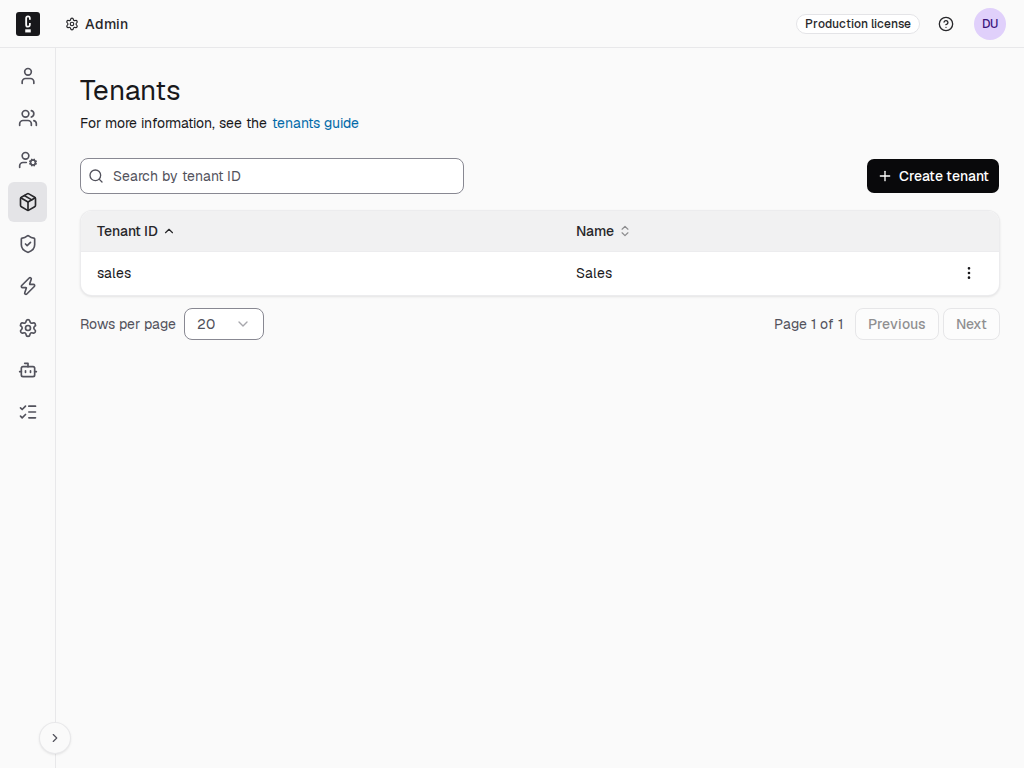 Admin
Production license
DU
Tenants
For more information, see the tenants guide
Search by tenant ID
Create tenant
Tenant ID
Name
sales
Sales
Rows per page
20
Page 1 of 1
Previous
Next